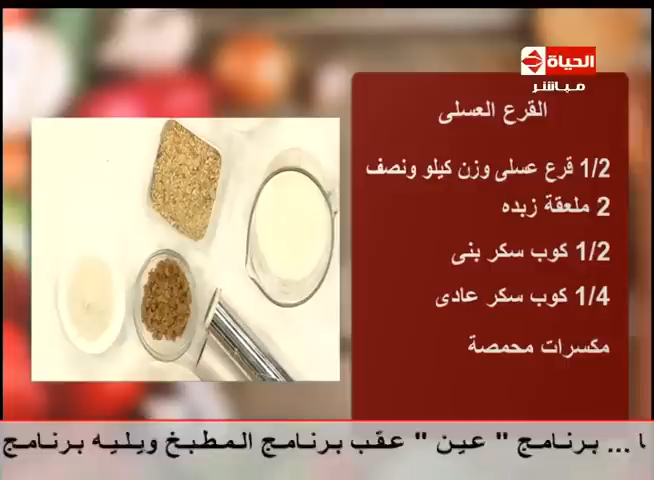 الحياة
مباشر
القرع العسلى
1/2 قرع عسلى وزن كيلو ونصف
2 ملعقة زبده
1/2 كوب سكر بنى
1/4 كوب سكر عادى
مكسرات محمصة
... برنامج " عين " عقب برنامج المطبخ ويليه برنامج